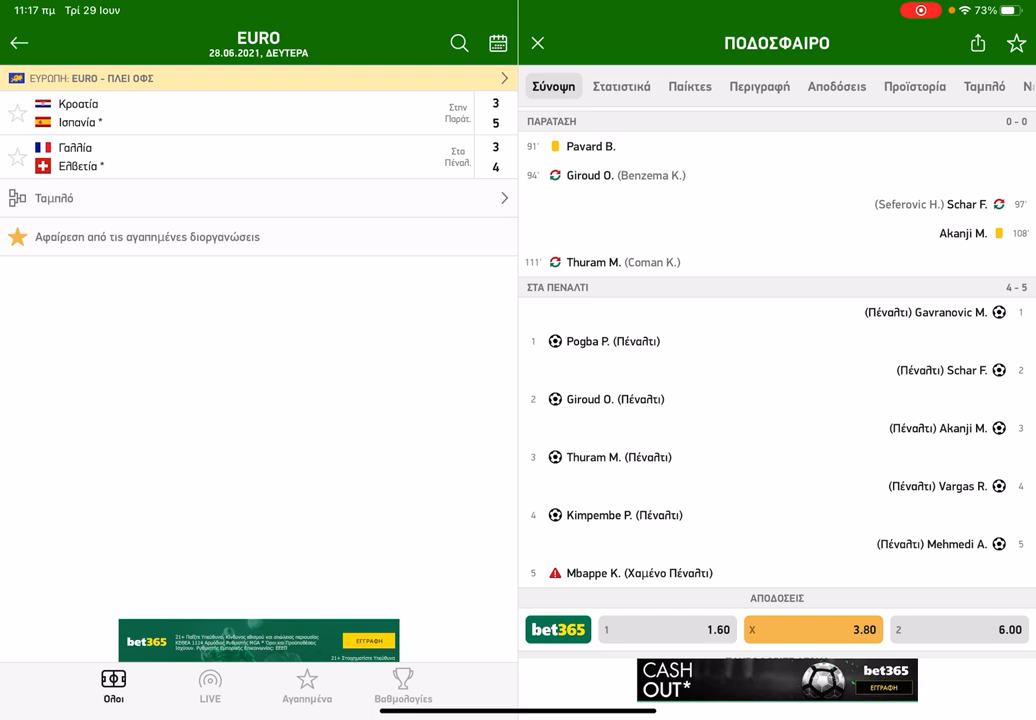 11:17 πμ Τρί 29 Ιουν
73%
EURO
28.06.2021, ΔΕΥΤΕΡΑ
ΕΥΡΩΠΗ: EURO - ΠΛΕΙ ΟΦΣ
Κροατία
Ισπανία *
Στην
Παράτ.
3
5
Γαλλία
Ελβετία *
Στα
Πέναλ.
3
4
Ταμπλό
Αφαίρεση από τις αγαπημένες διοργανώσεις
bet365
ΕΓΓΡΑΦΗ
Όλοι
LIVE
Αγαπημένα
Βαθμολογίες
ΠΟΔΟΣΦΑΙΡΟ
Σύνοψη Στατιστικά Παίκτες Περιγραφή Αποδόσεις Προϊστορία Ταμπλό
ΠΑΡΑΤΑΣΗ 0 - 0
91' Pavard B.
94' Giroud O. (Benzema K.)
(Seferovic H.) Schar F. 97'
Akanji M. 108'
111' Thuram M. (Coman K.)
ΣΤΑ ΠΕΝΑΛΤΙ 4 - 5
(Πέναλτι) Gavranovic M. 1
1 Pogba P. (Πέναλτι)
(Πέναλτι) Schar F. 2
2 Giroud O. (Πέναλτι)
(Πέναλτι) Akanji M. 3
3 Thuram M. (Πέναλτι)
(Πέναλτι) Vargas R. 4
4 Kimpembe P. (Πέναλτι)
(Πέναλτι) Mehmedi A. 5
5 Mbappe K. (Χαμένο Πέναλτι)
ΑΠΟΔΟΣΕΙΣ
bet365 1 1.60 X 3.80 2 6.00
CASH
OUT*
bet365
ΕΓΓΡΑΦΗ